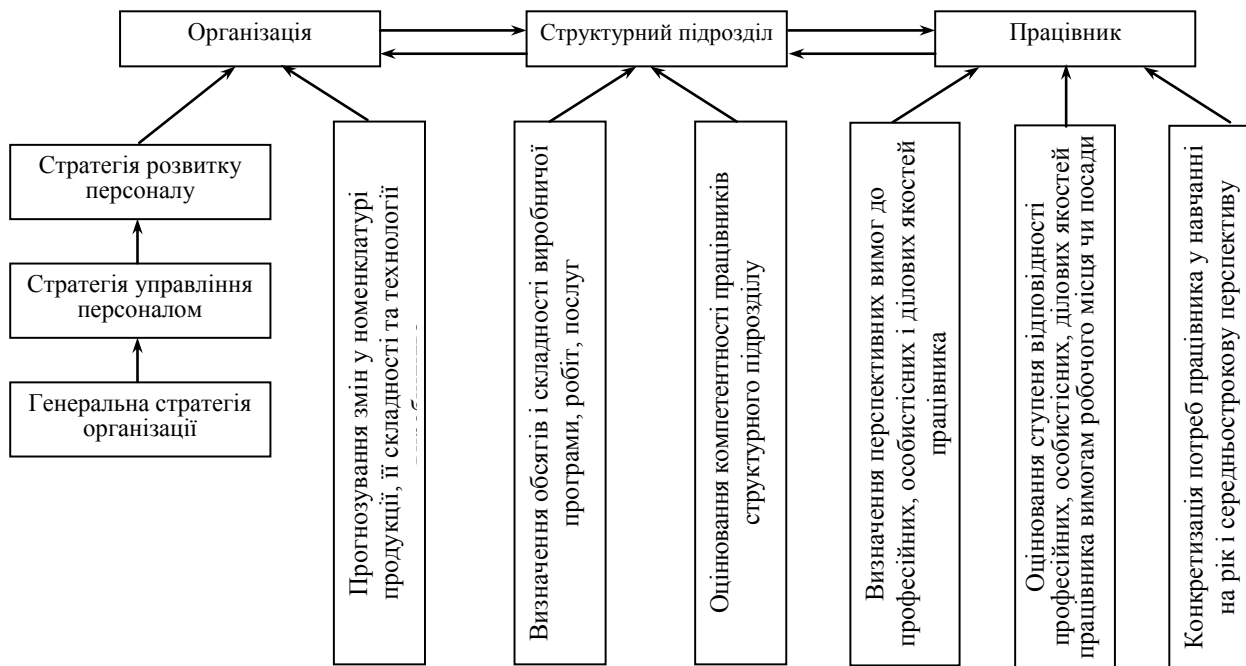 Організація
Структурний підрозділ
Працівник
Стратегія розвитку
персоналу
Стратегія управління
персоналом
Генеральна стратегія
організації
Прогнозування змін у номенклатурі
продукції, її складності та технології
Визначення обсягів і складності виробничої
програми, робіт, послуг
Оцінювання компетентності працівників
структурного підрозділу
Визначення перспективних вимог до
професійних, особистісних і ділових якостей
працівника
Оцінювання ступеня відповідності
професійних, особистісних, ділових якостей
працівника вимогам робочого місця чи посади
Конкретизація потреб працівника у навчанні
на рік і середньострокову перспективу